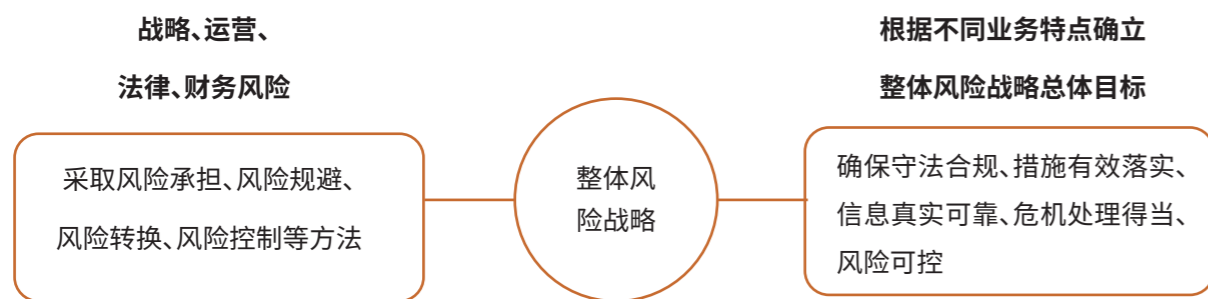 战略、运营、
法律、财务风险
采取风险承担、风险规避、
风险转换、风险控制等方法
整体风
险战略
根据不同业务特点确立
整体风险战略总体目标
确保守法合规、措施有效落实、
信息真实可靠、危机处理得当、
风险可控